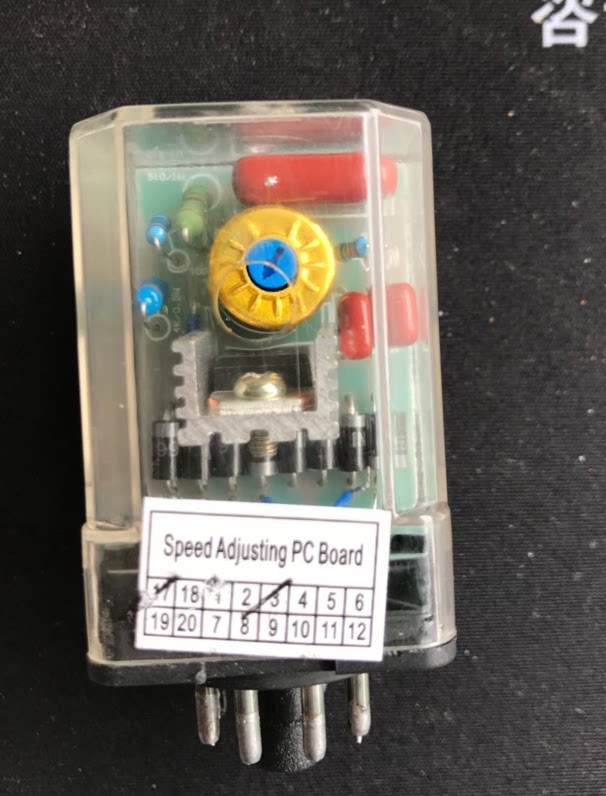 咨
Speed Adjusting PC Board
17 18 1 2 3 4 5 6
19 20 7 8 9 10 11 12